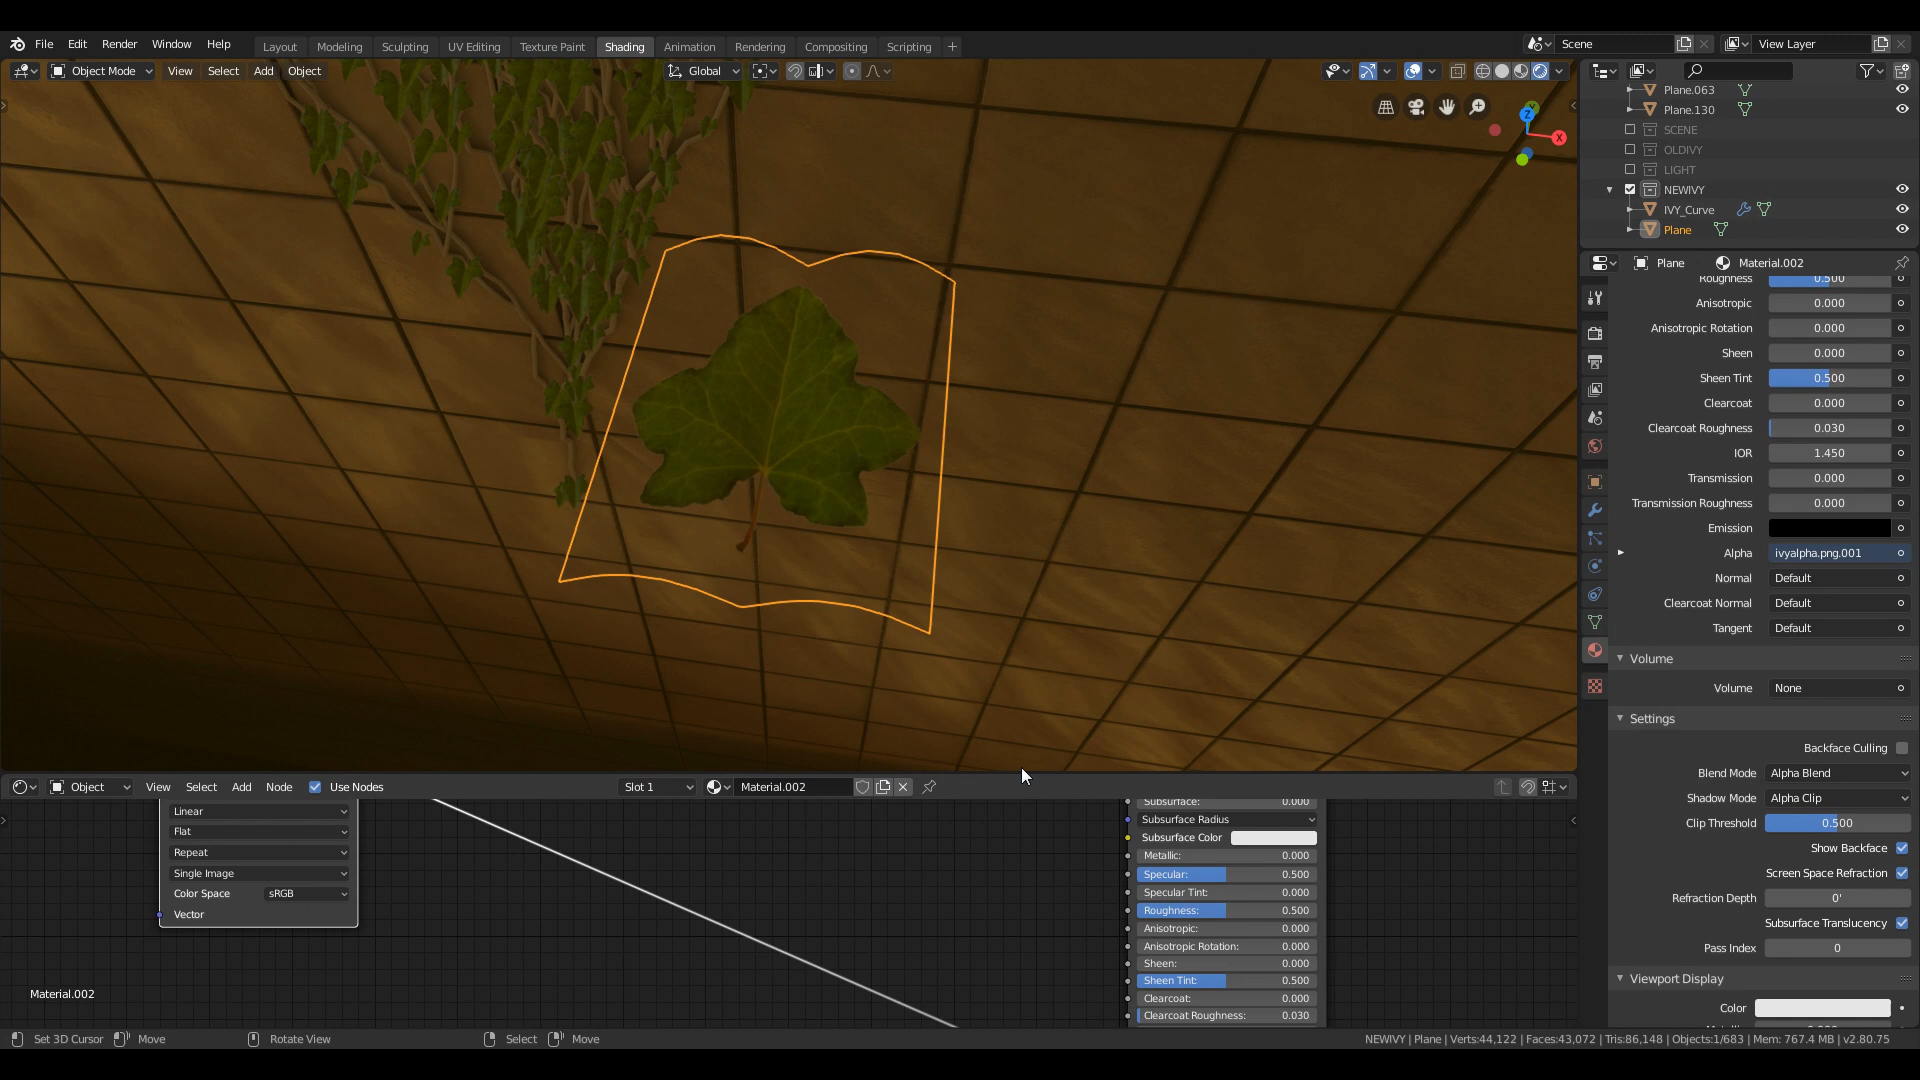 File Edit Render Window Help Layout Modeling Sculpting UV Editing Texture Paint Shading Animation Rendering Compositing Scripting + Scene View Layer
Object Mode View Select Add Object Global
Plane.063
Plane.130
SCENE
OLDIVY
LIGHT
NEWIVY
IVY_Curve
Plane
Z
X
Plane Material.002
Roughness 0.500
Anisotropic 0.000
Anisotropic Rotation 0.000
Sheen 0.000
Sheen Tint 0.500
Clearcoat 0.000
Clearcoat Roughness 0.030
IOR 1.450
Transmission 0.000
Transmission Roughness 0.000
Emission
Alpha ivyalpha.png.001
Normal Default
Clearcoat Normal Default
Tangent Default
Volume
Volume None
Settings
Backface Culling
Blend Mode Alpha Blend
Shadow Mode Alpha Clip
Clip Threshold 0.500
Show Backface
Screen Space Refraction
Refraction Depth 0'
Subsurface Translucency
Pass Index 0
Viewport Display
Color
Object View Select Add Node Use Nodes Slot 1 Material.002
Linear
Flat
Repeat
Single Image
Color Space sRGB
Vector
Subsurface: 0.000
Subsurface Radius
Subsurface Color
Metallic: 0.000
Specular: 0.500
Specular Tint: 0.000
Roughness: 0.500
Anisotropic: 0.000
Anisotropic Rotation: 0.000
Sheen: 0.000
Sheen Tint: 0.500
Clearcoat: 0.000
Clearcoat Roughness: 0.030
Material.002
Set 3D Cursor Move Rotate View Select Move NEWIVY | Plane | Verts:44,122 | Faces:43,072 | Tris:86,148 | Objects:1/683 | Mem: 767.4 MB | v2.80.75